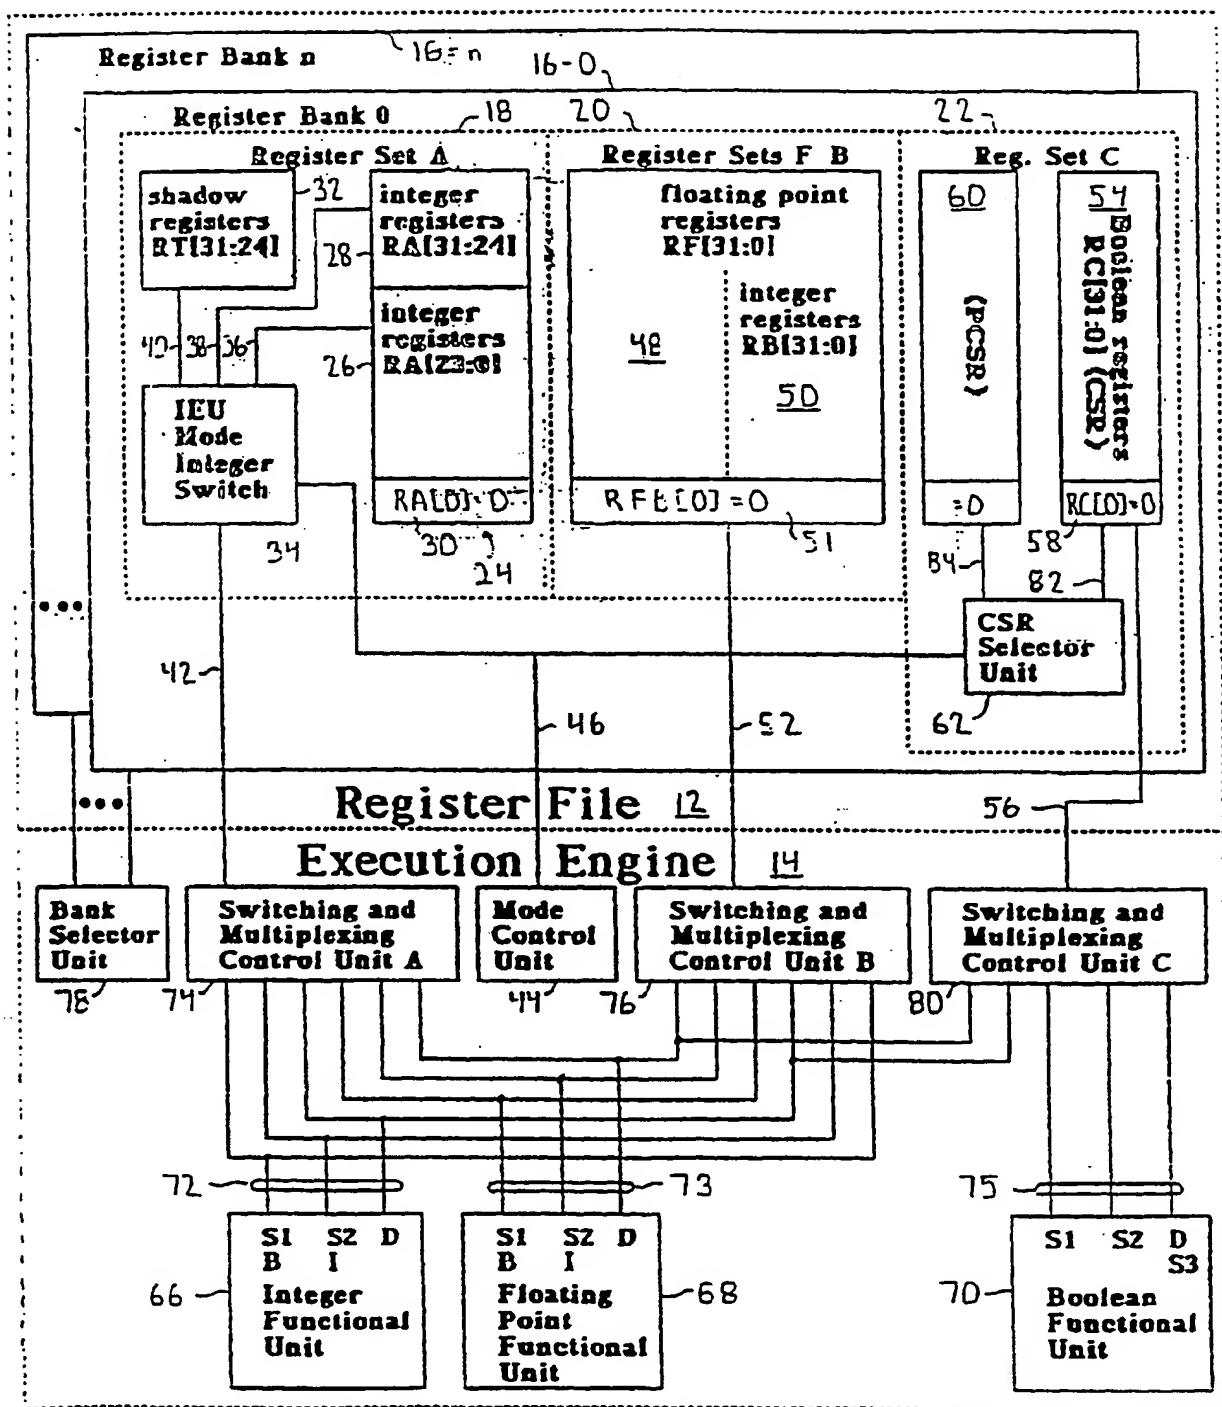 Register Bank n
16-n
16-0
Register Bank 0
18
20
22
Register Set A
Register Sets F B
Reg. Set C
shadow
registers
RT[31:24]
32
integer
registers
RA[31:24]
28
floating point
registers
RF[31:0]
60
54
(PCSR)
Boolean registers
RC[31:0] (CSR)
integer
registers
RA[23:0]
26
integer
registers
RB[31:0]
48
50
40
38
36
IEU
Mode
Integer
Switch
34
RA[0]=0
30
24
51
=0
RC[0]=0
58
84
82
CSR
Selector
Unit
62
42
46
52
56
Register File 12
Execution Engine 14
Bank
Selector
Unit
78
Switching and
Multiplexing
Control Unit A
74
Mode
Control
Unit
44
Switching and
Multiplexing
Control Unit B
76
Switching and
Multiplexing
Control Unit C
80
72
73
75
S1 S2 D
B I
Integer
Functional
Unit
66
S1 S2 D
B I
Floating
Point
Functional
Unit
68
S1 S2 D
S3
Boolean
Functional
Unit
70